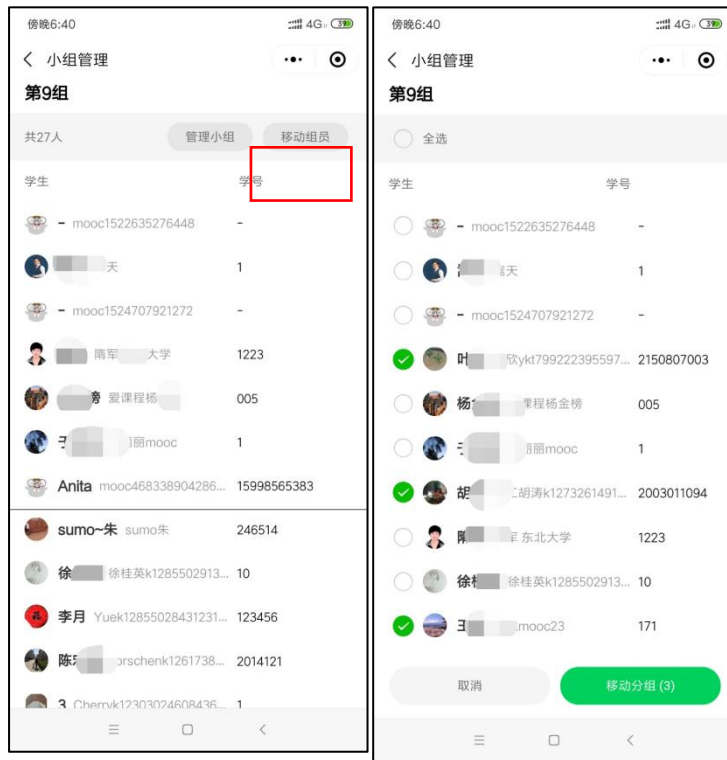 傍晚6:40
4G
39
小组管理
第9组
共27人 管理小组 移动组员
学生 学号
- mooc1522635276448 -
天 1
- mooc1524707921272 -
隋军 大学 1223
榜 爱课程杨 005
丽mooc 1
Anita mooc468338904286... 15998565383
sumo~朱 sumo朱 246514
徐 徐桂英k1285502913... 10
李月 Yuek12855028431231... 123456
陈 orschenk1261738... 2014121
3 Cherryk12303024608436... 1
傍晚6:40
4G
39
小组管理
第9组
全选
学生 学号
- mooc1522635276448 -
天 1
- mooc1524707921272 -
叶 欣ykt799222395597... 2150807003
杨 课程杨金榜 005
丽mooc 1
胡 胡涛k1273261491... 2003011094
军 东北大学 1223
徐 徐桂英k1285502913... 10
王 mooc23 171
取消 移动分组 (3)